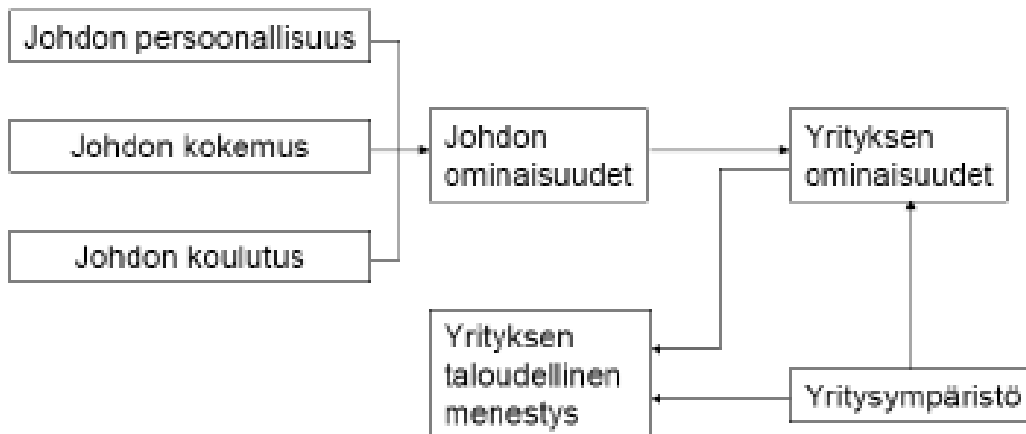 Johdon persoonallisuus
Johdon kokemus
Johdon koulutus
Johdon
ominaisuudet
Yrityksen
ominaisuudet
Yrityksen
taloudellinen
menestys
Yritysympäristö